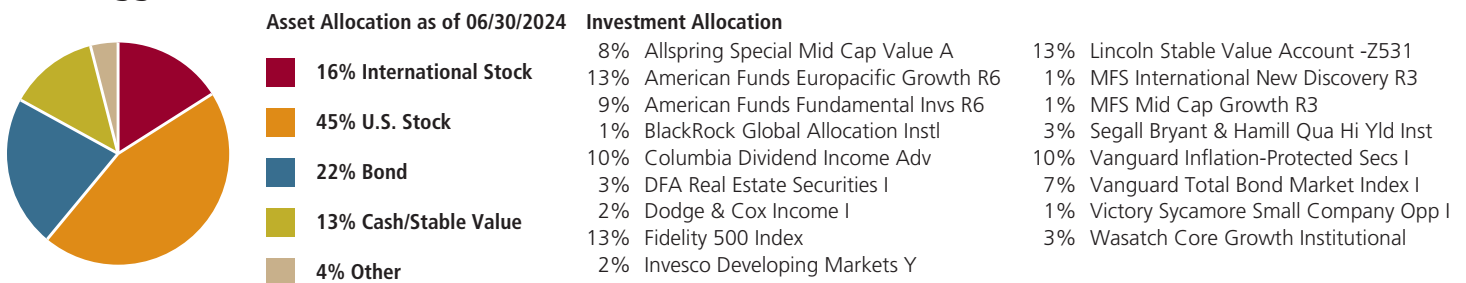 Asset Allocation as of 06/30/2024
16% International Stock
45% U.S. Stock
22% Bond
13% Cash/Stable Value
4% Other
Investment Allocation
8% Allspring Special Mid Cap Value A
13% American Funds Europacific Growth R6
9% American Funds Fundamental Invs R6
1% BlackRock Global Allocation Instl
10% Columbia Dividend Income Adv
3% DFA Real Estate Securities I
2% Dodge & Cox Income I
13% Fidelity 500 Index
2% Invesco Developing Markets Y
13% Lincoln Stable Value Account -Z531
1% MFS International New Discovery R3
1% MFS Mid Cap Growth R3
3% Segall Bryant & Hamill Qua Hi Yld Inst
10% Vanguard Inflation-Protected Secs I
7% Vanguard Total Bond Market Index I
1% Victory Sycamore Small Company Opp I
3% Wasatch Core Growth Institutional